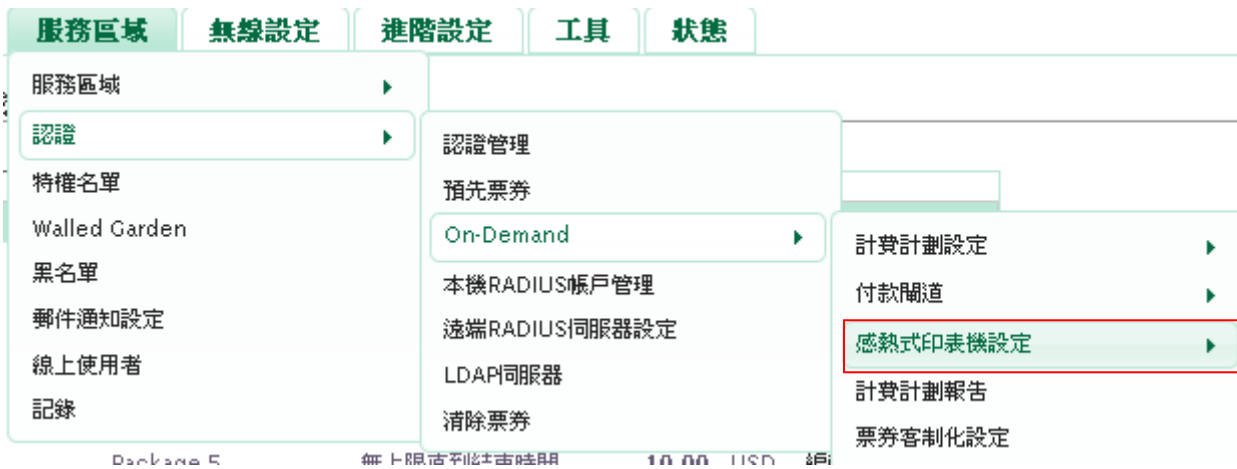 服務區域 無線設定 進階設定 工具 狀態
服務區域
認證
特權名單
Walled Garden
黑名單
郵件通知設定
線上使用者
記錄
認證管理
預先票券
On-Demand
本機RADIUS帳戶管理
遠端RADIUS伺服器設定
LDAP伺服器
清除票券
計費計劃設定
付款閘道
感熱式印表機設定
計費計劃報告
票券客制化設定
Package 5 無上限直到結束時間 10.00 USD